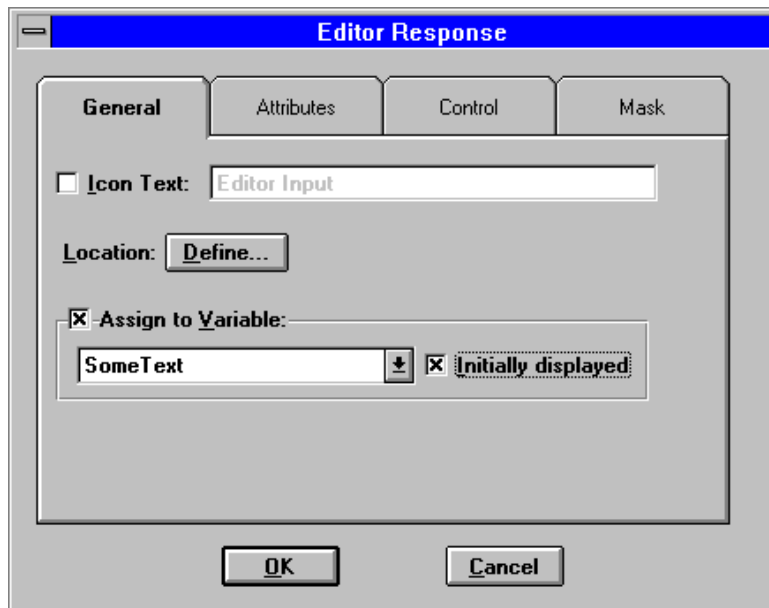 Editor Response
General Attributes Control Mask
Icon Text: Editor Input
Location: Define...
Assign to Variable:
SomeText Initially displayed
OK Cancel